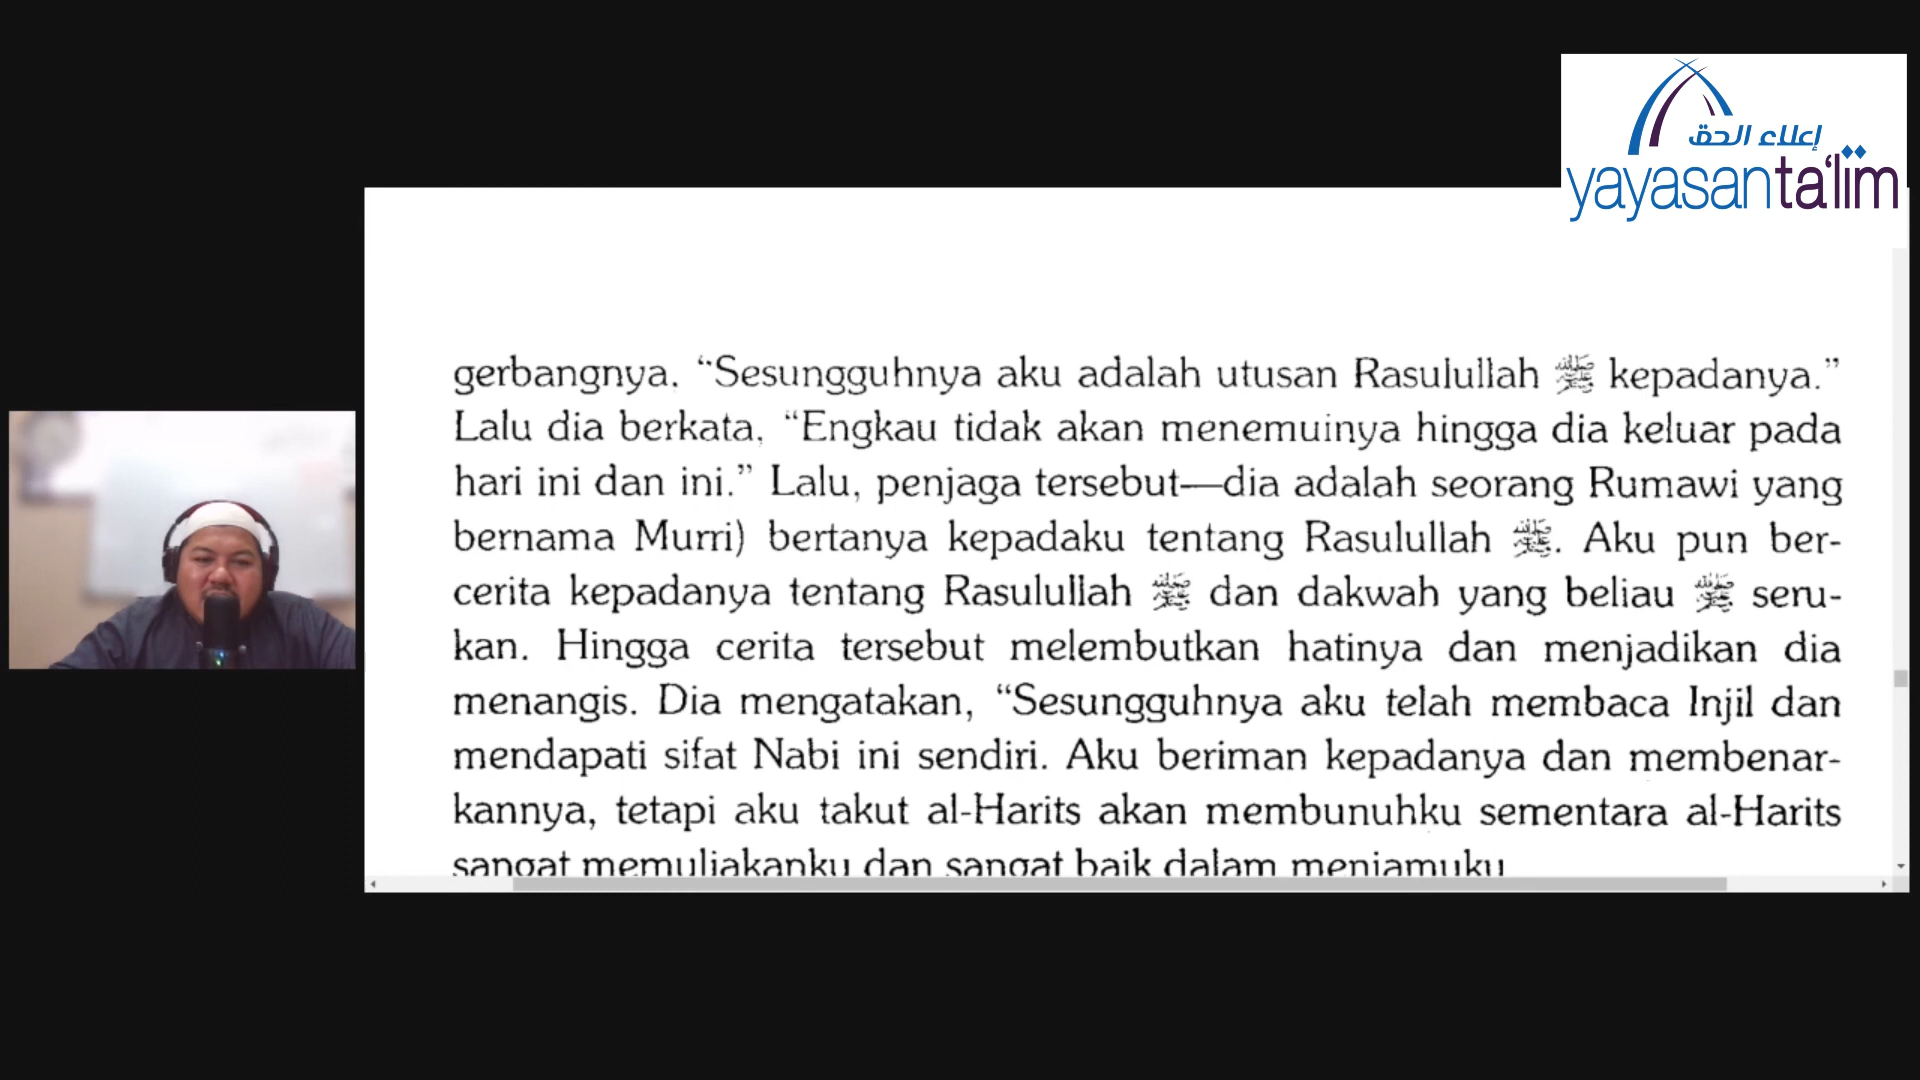 إعلاء الحق
yayasanta'lim
gerbangnya. “Sesungguhnya aku adalah utusan Rasulullah ﷺ kepadanya.”
Lalu dia berkata, “Engkau tidak akan menemuinya hingga dia keluar pada
hari ini dan ini.” Lalu, penjaga tersebut—dia adalah seorang Rumawi yang
bernama Murri) bertanya kepadaku tentang Rasulullah ﷺ. Aku pun ber-
cerita kepadanya tentang Rasulullah ﷺ dan dakwah yang beliau ﷺ seru-
kan. Hingga cerita tersebut melembutkan hatinya dan menjadikan dia
menangis. Dia mengatakan, “Sesungguhnya aku telah membaca Injil dan
mendapati sifat Nabi ini sendiri. Aku beriman kepadanya dan membenar-
kannya, tetapi aku takut al-Harits akan membunuhku sementara al-Harits
sangat memuliakanku dan sangat baik dalam menjamuku